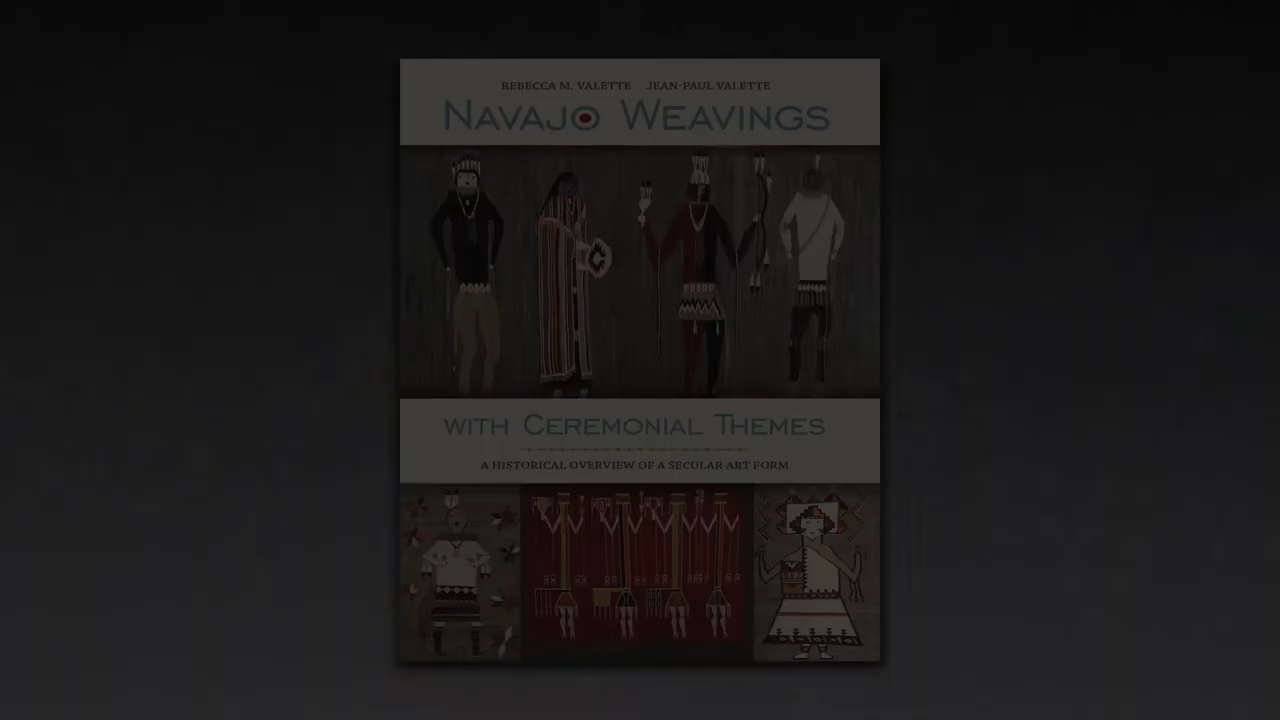 REBECCA M. VALETTE JEAN-PAUL VALETTE
NAVAJO WEAVINGS
WITH CEREMONIAL THEMES
A HISTORICAL OVERVIEW OF A SECULAR ART FORM